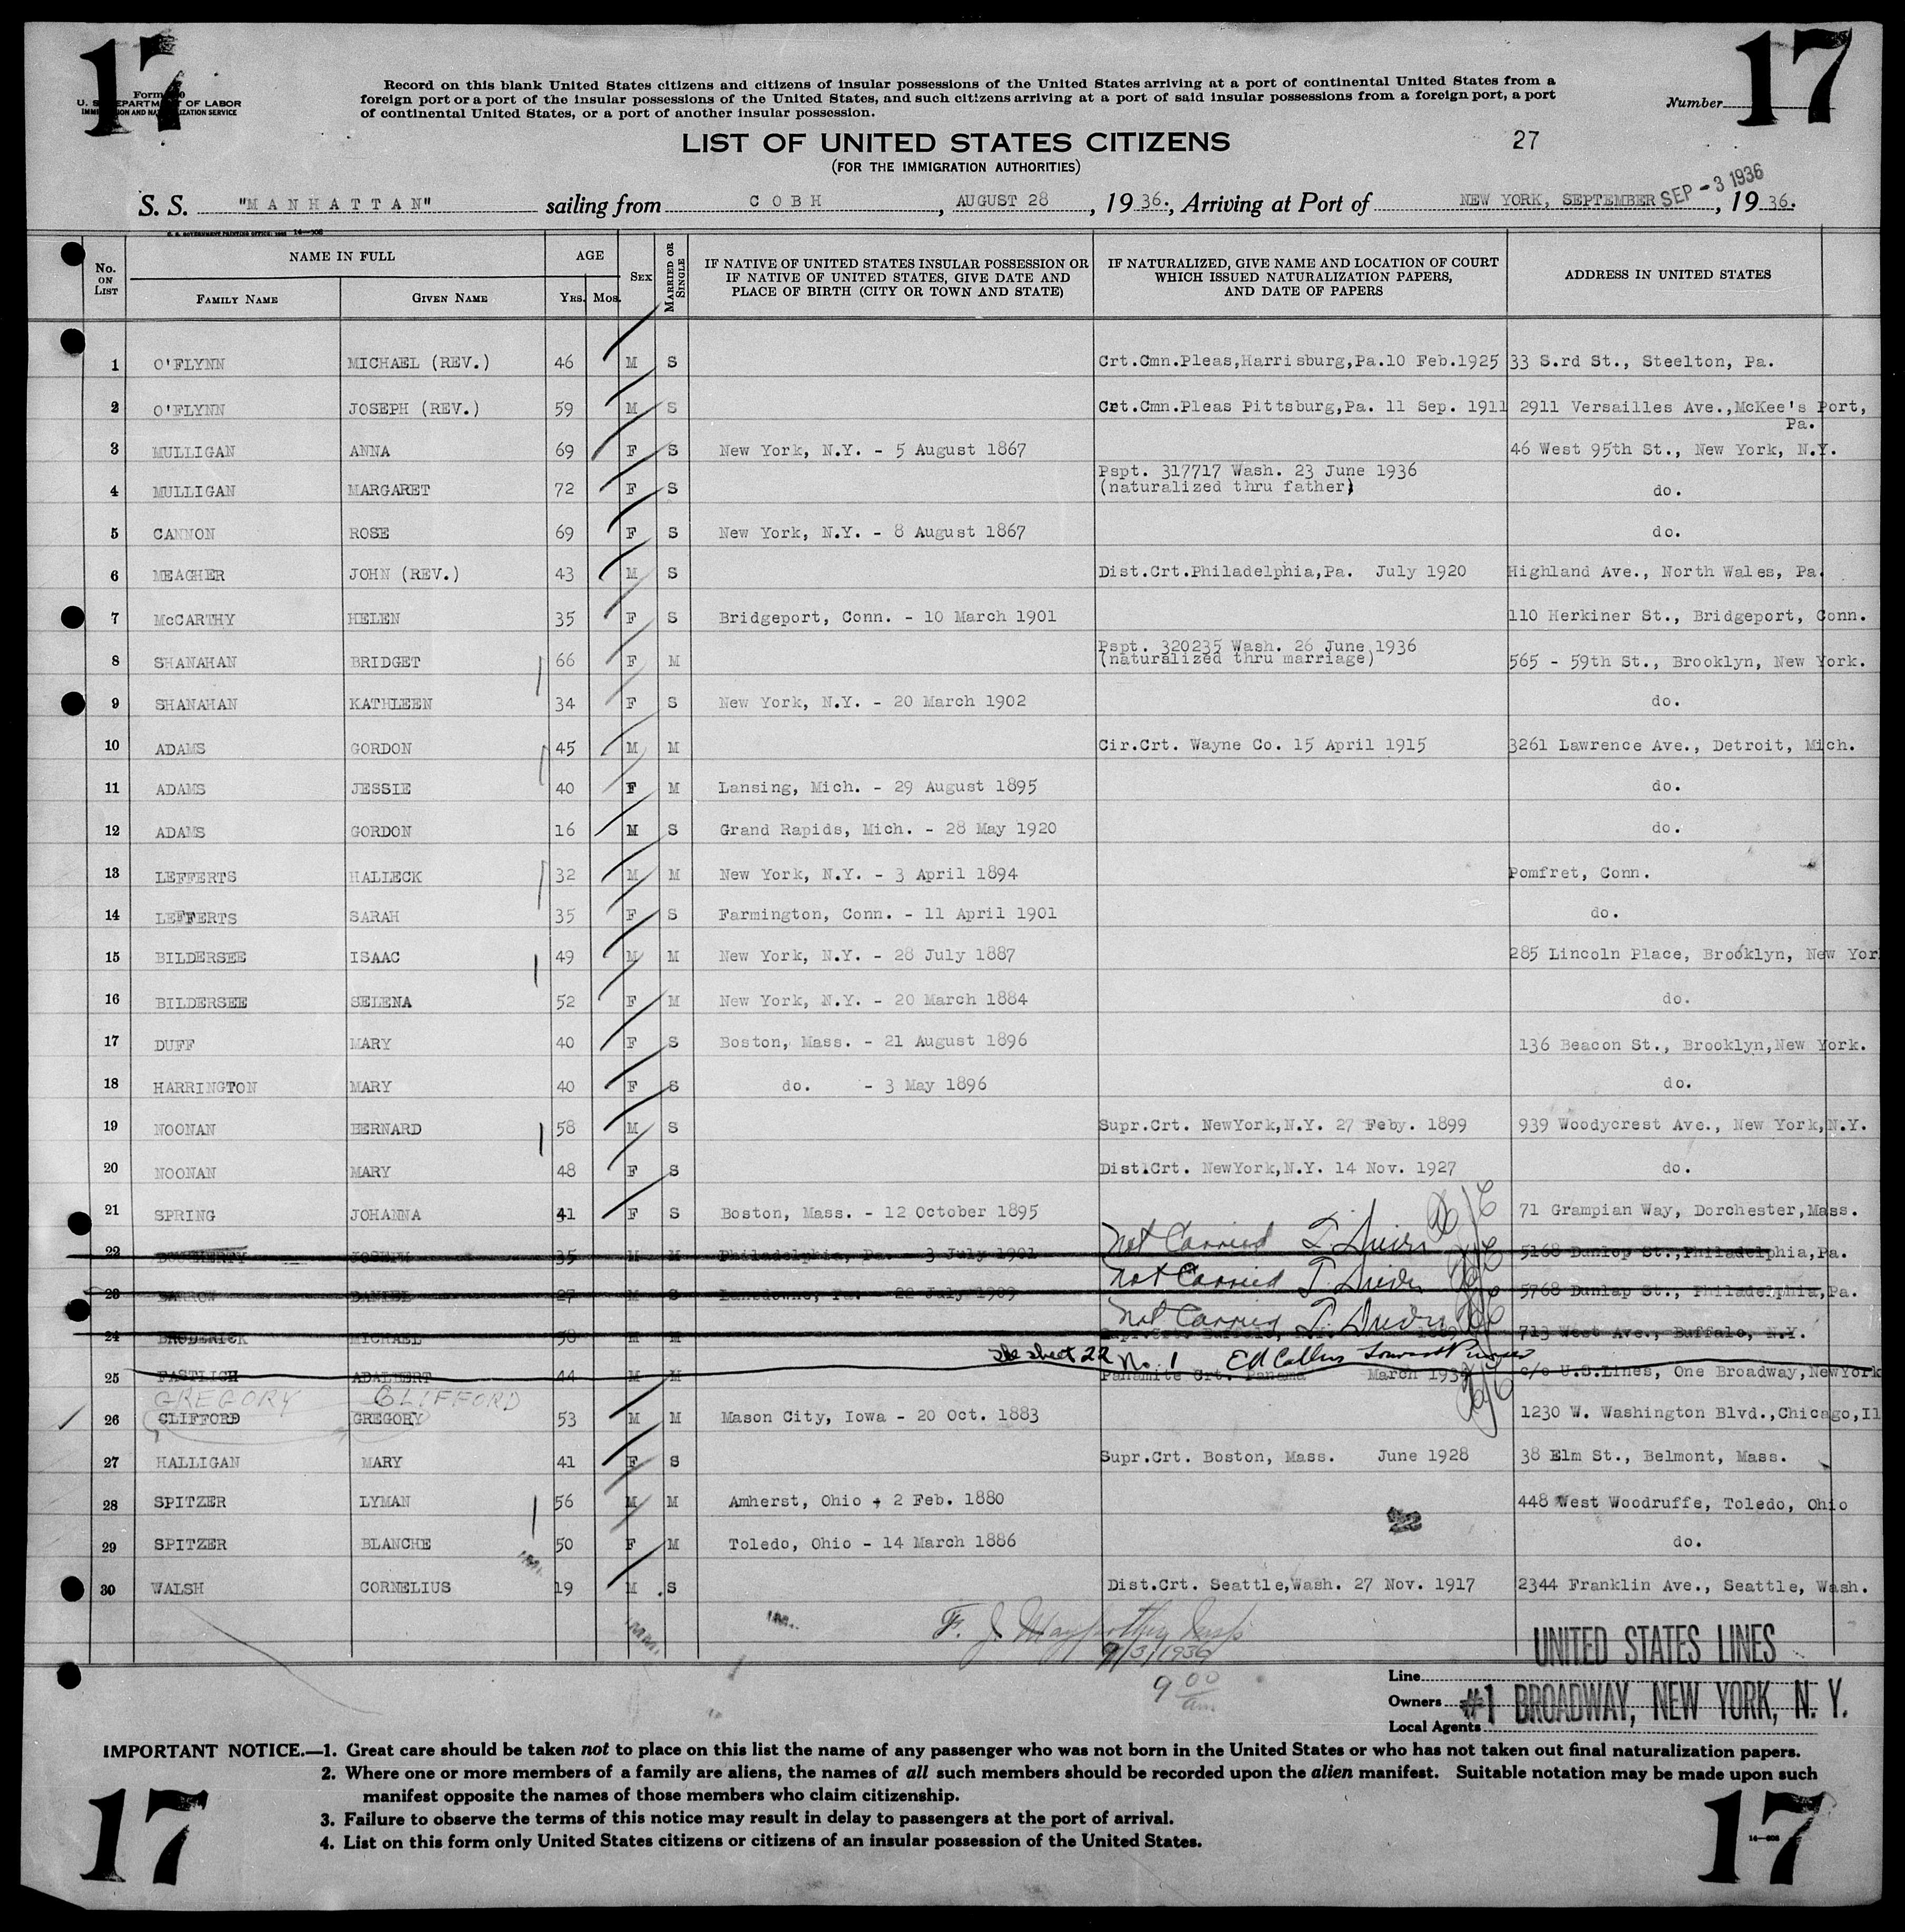 17 17
Form 630
U. S. DEPARTMENT OF LABOR
IMMIGRATION AND NATURALIZATION SERVICE
Record on this blank United States citizens and citizens of insular possessions of the United States arriving at a port of continental United States from a
foreign port or a port of the insular possessions of the United States, and such citizens arriving at a port of said insular possessions from a foreign port, a port
of continental United States, or a port of another insular possession.
Number
LIST OF UNITED STATES CITIZENS 27
(FOR THE IMMIGRATION AUTHORITIES)
S. S. "MANHATTAN" sailing from COBH, AUGUST 28, 1936., Arriving at Port of NEW YORK, SEPTEMBER SEP -3 1936, 1936.
No. ON LIST NAME IN FULL AGE SEX MARRIED OR SINGLE IF NATIVE OF UNITED STATES INSULAR POSSESSION OR IF NATIVE OF UNITED STATES, GIVE DATE AND PLACE OF BIRTH (CITY OR TOWN AND STATE) IF NATURALIZED, GIVE NAME AND LOCATION OF COURT WHICH ISSUED NATURALIZATION PAPERS, AND DATE OF PAPERS ADDRESS IN UNITED STATES
FAMILY NAME GIVEN NAME YRS. MOS.
1 O'FLYNN MICHAEL (REV.) 46 M S Crt.Cmn.Pleas,Harrisburg,Pa.10 Feb.1925 33 S.rd St., Steelton, Pa.
2 O'FLYNN JOSEPH (REV.) 59 M S Crt.Cmn.Pleas Pittsburg,Pa. 11 Sep. 1911 2911 Versailles Ave.,McKee's Port,
Pa.
3 MULLIGAN ANNA 69 F S New York, N.Y. - 5 August 1867 46 West 95th St., New York, N.Y.
Pspt. 317717 Wash. 23 June 1936
4 MULLIGAN MARGARET 72 F S (naturalized thru father) do.
5 CANNON ROSE 69 F S New York, N.Y. - 8 August 1867 do.
6 MEAGHER JOHN (REV.) 43 M S Dist.Crt.Philadelphia,Pa. July 1920 Highland Ave., North Wales, Pa.
7 McCARTHY HELEN 35 F S Bridgeport, Conn. - 10 March 1901 110 Herkiner St., Bridgeport, Conn.
Pspt. 320235 Wash. 26 June 1936
8 SHANAHAN BRIDGET 66 F M (naturalized thru marriage) 565 - 59th St., Brooklyn, New York.
9 SHANAHAN KATHLEEN 34 F S New York, N.Y. - 20 March 1902 do.
10 ADAMS GORDON 45 M M Cir.Crt. Wayne Co. 15 April 1915 3261 Lawrence Ave., Detroit, Mich.
11 ADAMS JESSIE 40 F M Lansing, Mich. - 29 August 1895 do.
12 ADAMS GORDON 16 M S Grand Rapids, Mich. - 28 May 1920 do.
13 LEFFERTS HALLECK 32 M M New York, N.Y. - 3 April 1894 Pomfret, Conn.
14 LEFFERTS SARAH 35 F S Farmington, Conn. - 11 April 1901 do.
15 BILDERSEE ISAAC 49 M M New York, N.Y. - 28 July 1887 285 Lincoln Place, Brooklyn, New Yor
16 BILDERSEE SELENA 52 F M New York, N.Y. - 20 March 1884 do.
17 DUFF MARY 40 F S Boston, Mass. - 21 August 1896 136 Beacon St., Brooklyn,New York.
18 HARRINGTON MARY 40 F S do. - 3 May 1896 do.
19 NOONAN BERNARD 58 M S Supr.Crt. NewYork,N.Y. 27 Feby. 1899 939 Woodycrest Ave., New York,N.Y.
20 NOONAN MARY 48 F S Dist.Crt. NewYork,N.Y. 14 Nov. 1927 do.
21 SPRING JOHANNA 41 F S Boston, Mass. - 12 October 1895 71 Grampian Way, Dorchester,Mass.
22 DOUGHERTY JOSEPH 35 M M Philadelphia, Pa. - 3 July 1901 Not Carried 5168 Dunlop St.,Philadelphia,Pa.
23 BARROW DANIEL 27 M S Lansdowne, Pa. - 22 July 1909 Not Carried 5768 Dunlap St., Philadelphia,Pa.
24 BRODERICK MICHAEL 58 M M Not Carried 713 West Ave., Buffalo, N.Y.
see sheet 22 No. 1
25 FASTLICH ADALBERT 44 M M Panamite Crt. Panama March 193 c/o U.S.Lines, One Broadway,NewYork
GREGORY CLIFFORD
26 CLIFFORD GREGORY 53 M M Mason City, Iowa - 20 Oct. 1883 1230 W. Washington Blvd.,Chicago,Il
27 HALLIGAN MARY 41 F S Supr.Crt. Boston, Mass. June 1928 38 Elm St., Belmont, Mass.
28 SPITZER LYMAN 56 M M Amherst, Ohio - 2 Feb. 1880 448 West Woodruffe, Toledo, Ohio
29 SPITZER BLANCHE 50 F M Toledo, Ohio - 14 March 1886 do.
30 WALSH CORNELIUS 19 M S Dist.Crt. Seattle,Wash. 27 Nov. 1917 2344 Franklin Ave., Seattle, Wash.
F. J.
9/3/1936
9 00 am
UNITED STATES LINES
Line
Owners #1 BROADWAY, NEW YORK, N. Y.
Local Agents
IMPORTANT NOTICE.—1. Great care should be taken not to place on this list the name of any passenger who was not born in the United States or who has not taken out final naturalization papers.
2. Where one or more members of a family are aliens, the names of all such members should be recorded upon the alien manifest. Suitable notation may be made upon such
manifest opposite the names of those members who claim citizenship.
3. Failure to observe the terms of this notice may result in delay to passengers at the port of arrival.
4. List on this form only United States citizens or citizens of an insular possession of the United States.
17 17